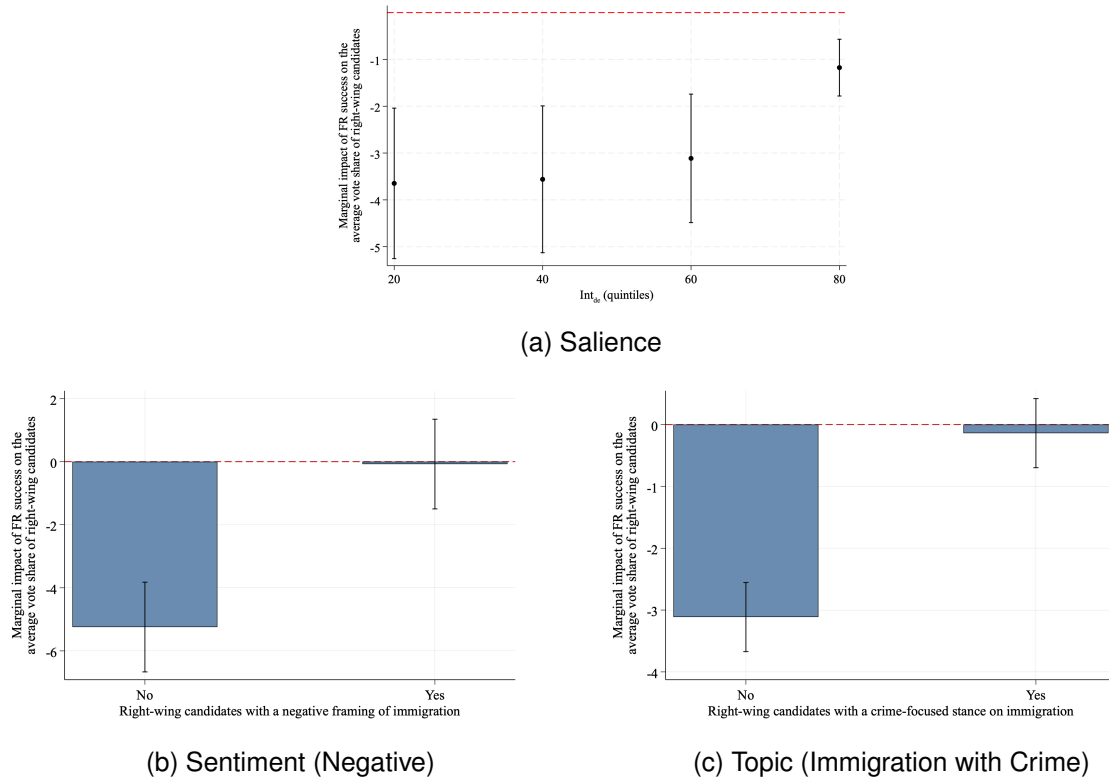 Marginal impact of FR success on the
average vote share of right-wing candidates
-1
-2
-3
-4
-5
20 40 60 80
Int_de (quintiles)
(a) Salience
Marginal impact of FR success on the
average vote share of right-wing candidates
2
0
-2
-4
-6
No Yes
Right-wing candidates with a negative framing of immigration
(b) Sentiment (Negative)
Marginal impact of FR success on the
average vote share of right-wing candidates
0
-1
-2
-3
-4
No Yes
Right-wing candidates with a crime-focused stance on immigration
(c) Topic (Immigration with Crime)